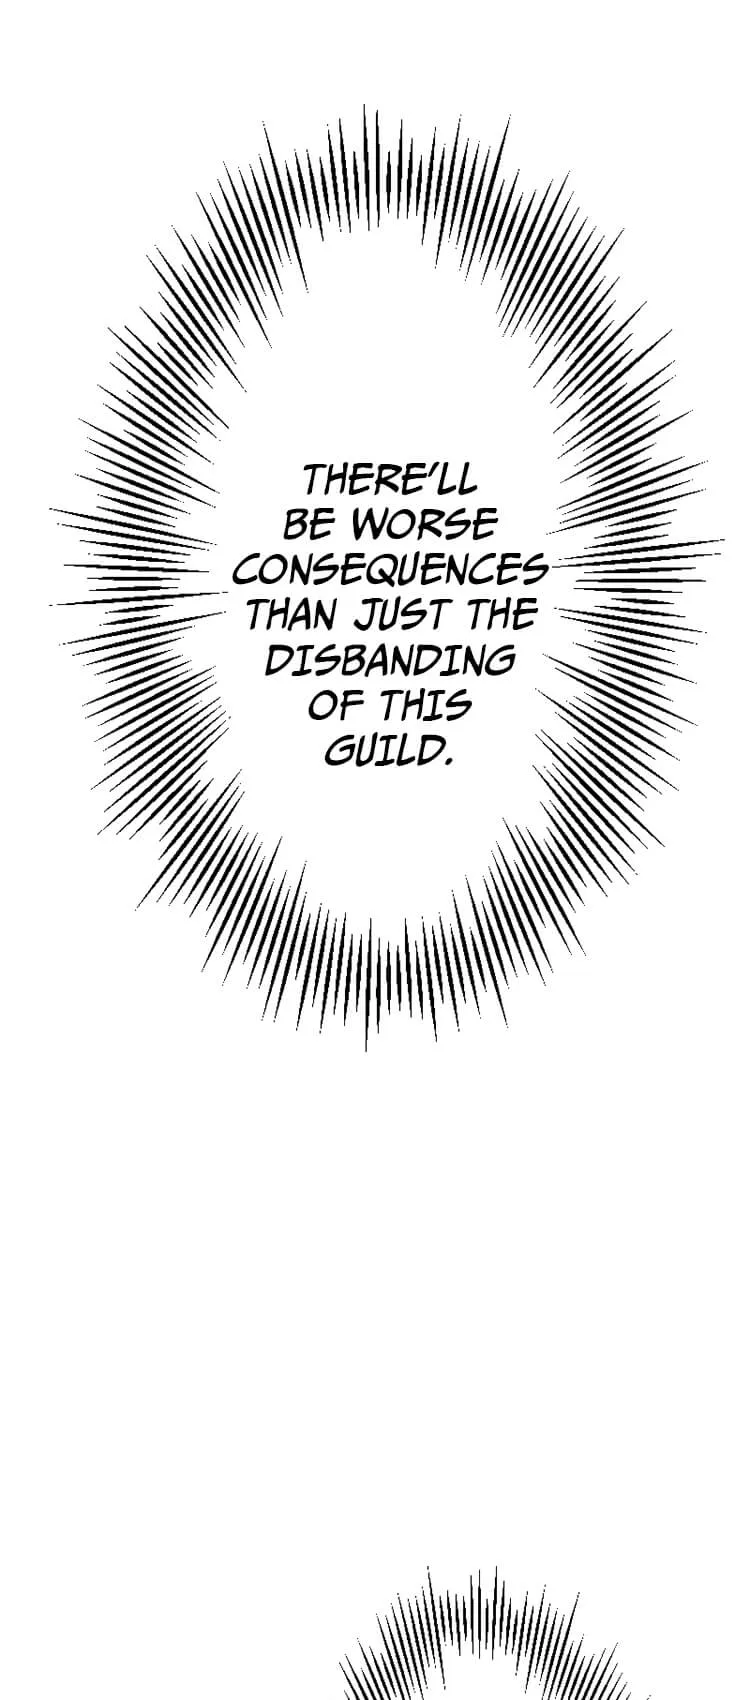 THERE'LL
BE WORSE
CONSEQUENCES
THAN JUST THE
DISBANDING
OF THIS
GUILD.